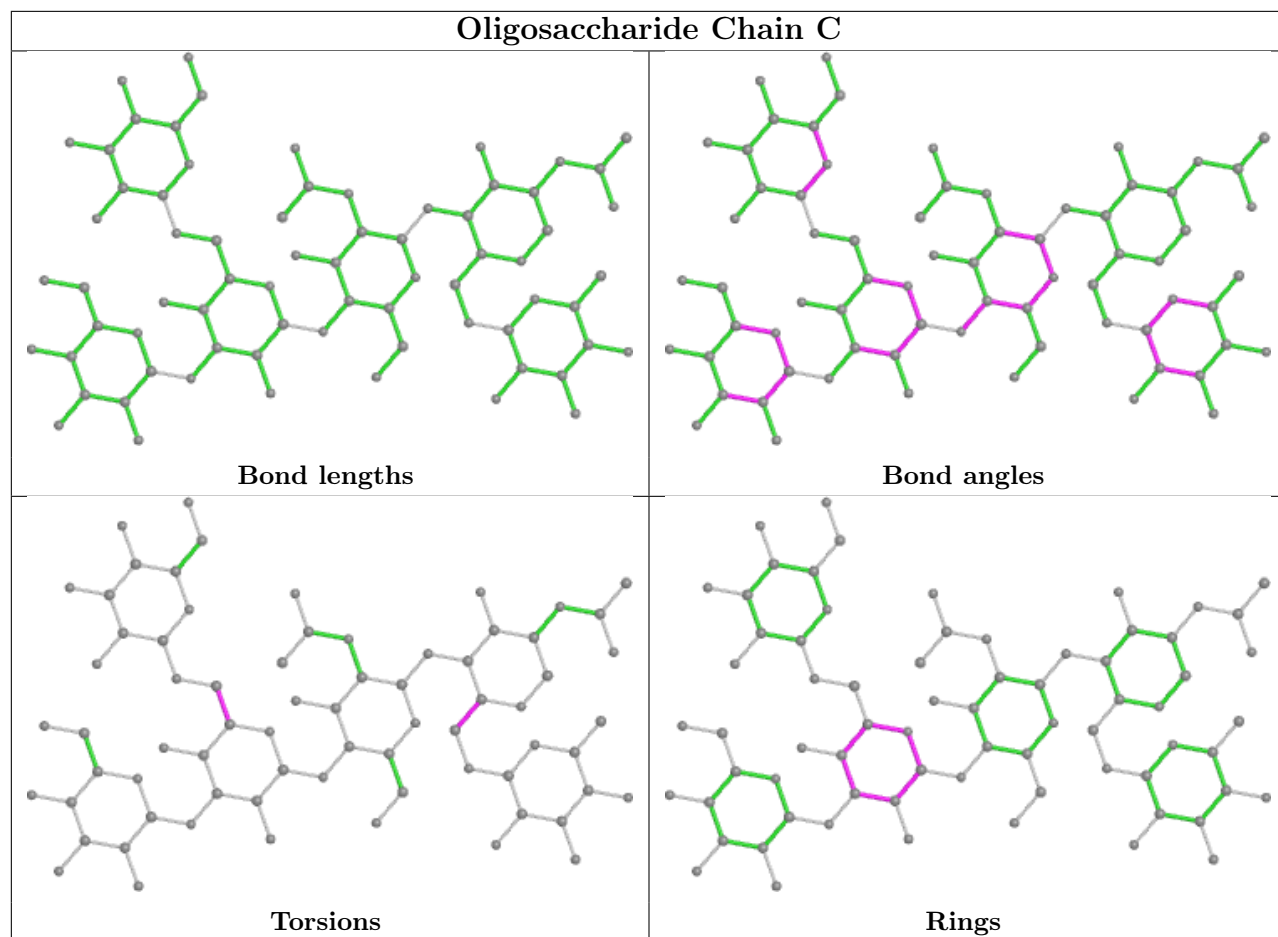 Oligosaccharide Chain C
Bond lengths
Bond angles
Torsions
Rings